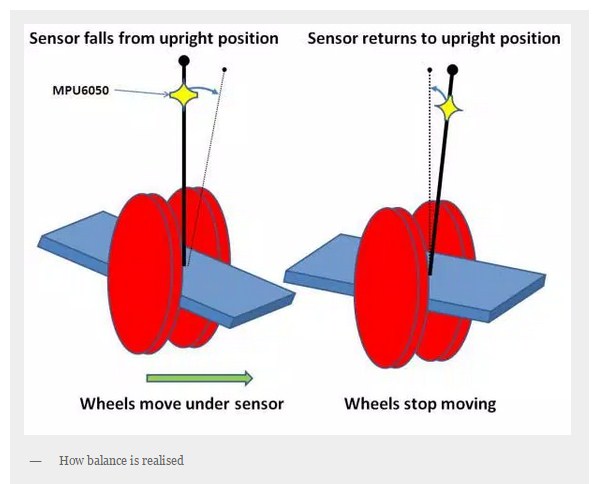 Sensor falls from upright position
Sensor returns to upright position
MPU6050
Wheels move under sensor
Wheels stop moving
— How balance is realised